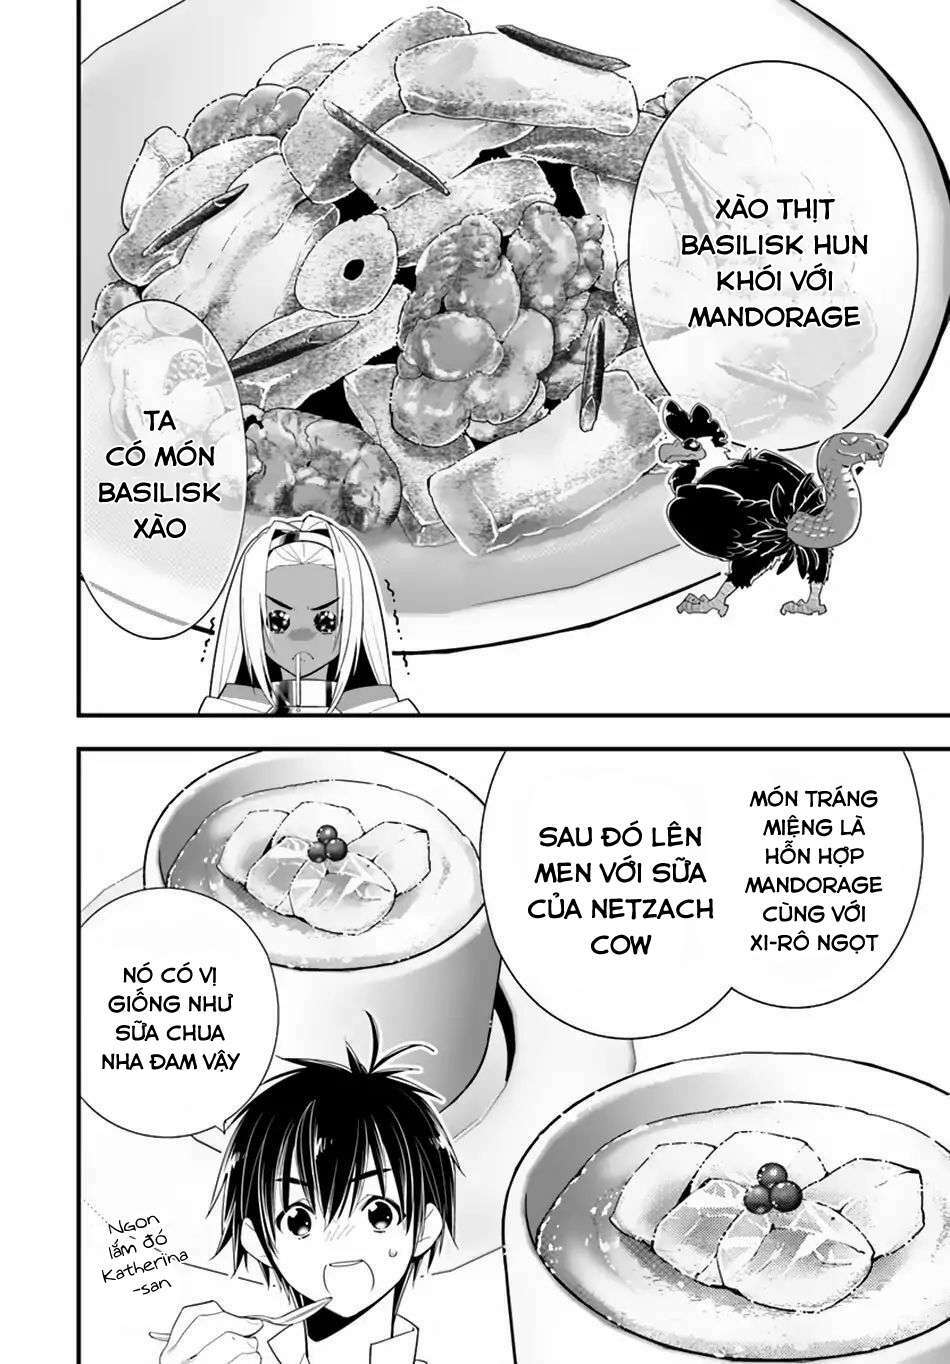 XÀO THỊT
BASILISK HUN
KHÓI VỚI
MANDORAGE
TA
CÓ MÓN
BASILISK
XÀO
MÓN TRÁNG
MIỆNG LÀ
HỖN HỢP
MANDORAGE
CÙNG VỚI
XI-RÔ NGỌT
SAU ĐÓ LÊN
MEN VỚI SỮA
CỦA NETZACH
COW
NÓ CÓ VỊ
GIỐNG NHƯ
SỮA CHUA
NHA ĐAM VẬY
Ngon
lắm đó
Katherina
-san